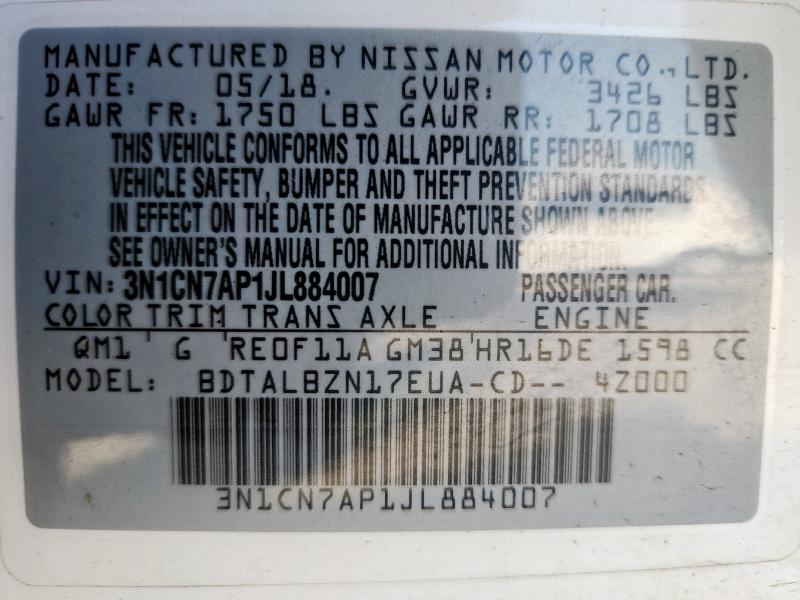 MANUFACTURED BY NISSAN MOTOR CO., LTD.
DATE: 05/18. GVWR: 3426 LBS
GAWR FR: 1750 LBS GAWR RR: 1708 LBS
THIS VEHICLE CONFORMS TO ALL APPLICABLE FEDERAL MOTOR
VEHICLE SAFETY, BUMPER AND THEFT PREVENTION STANDARDS
IN EFFECT ON THE DATE OF MANUFACTURE SHOWN ABOVE.
SEE OWNER'S MANUAL FOR ADDITIONAL INFORMATION.
VIN: 3N1CN7AP1JL884007 PASSENGER CAR.
COLOR TRIM TRANS AXLE ENGINE
QM1 ' G ' RE0F11A GM38 ' HR16DE 1598 CC
MODEL: BDTALBZN17EUA-CD-- 4Z000
3N1CN7AP1JL884007